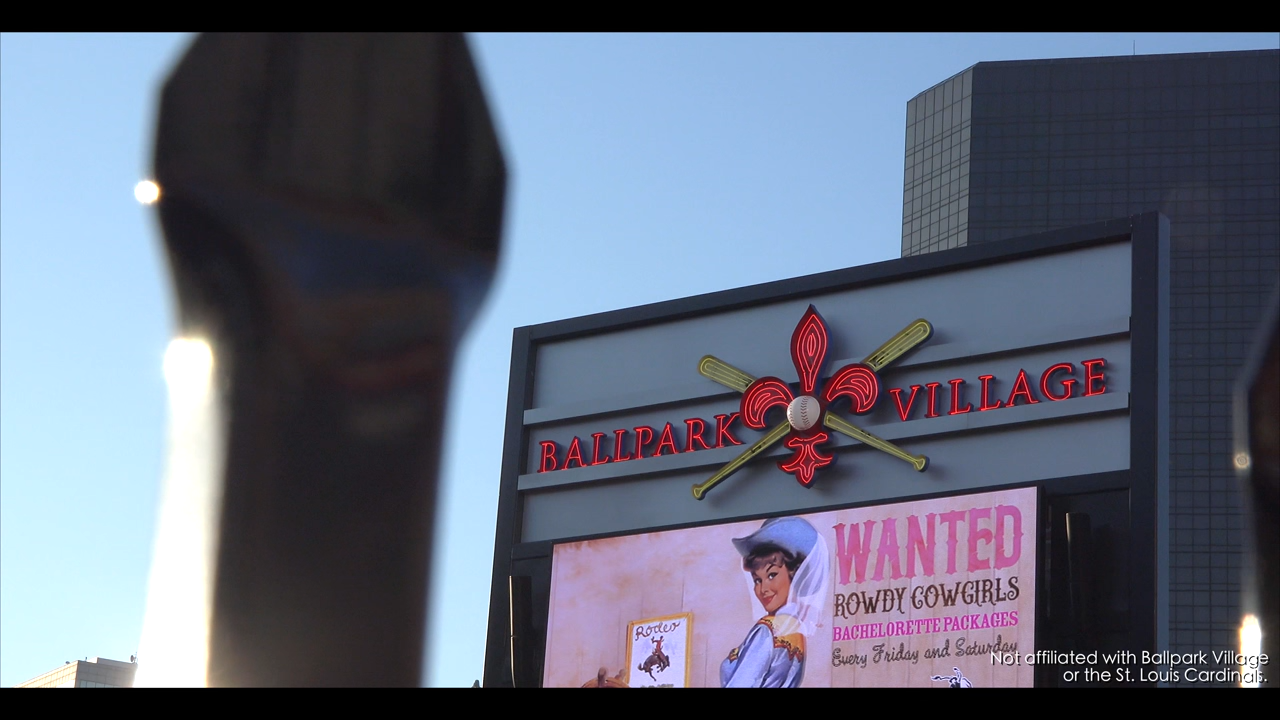 BALLPARK VILLAGE
WANTED
ROWDY COWGIRLS
BACHELORETTE PACKAGES
Every Friday and Saturday
Rodeo
Not affiliated with Ballpark Village
or the St. Louis Cardinals.